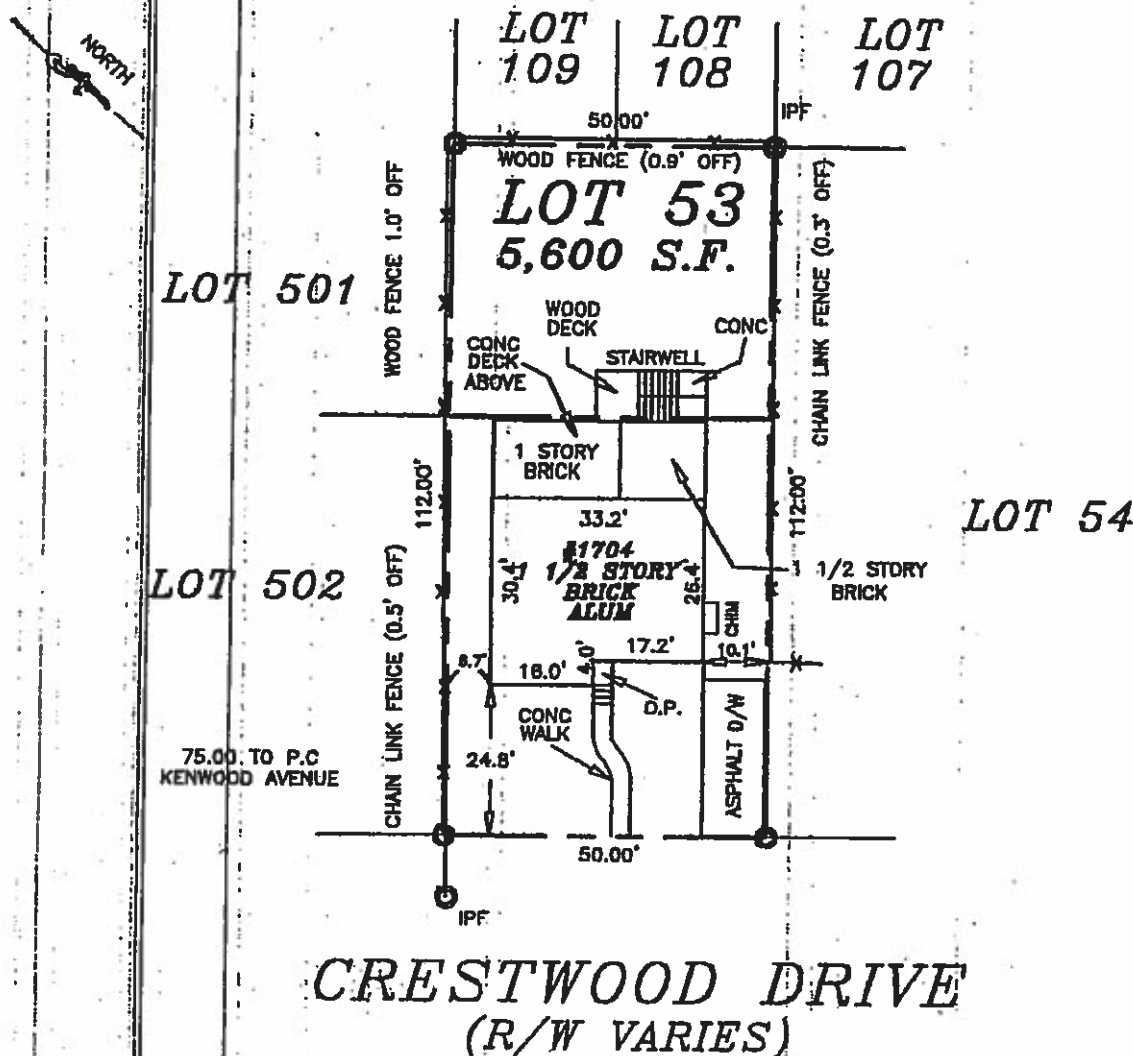 NORTH
LOT
109
LOT
108
LOT
107
IPF
50.00'
WOOD FENCE (0.9' OFF)
LOT 53
5,600 S.F.
WOOD FENCE 1.0' OFF
CHAIN LINK FENCE (0.3' OFF)
LOT 501
WOOD
DECK
CONC
CONC
DECK
ABOVE
STAIRWELL
1 STORY
BRICK
112.00'
112.00'
LOT 54
33.2'
#1704
1 1/2 STORY
BRICK
ALUM
30.4'
26.4'
1 1/2 STORY
BRICK
LOT 502
CHAIN LINK FENCE (0.5' OFF)
CHIM
17.2'
10.1'
4.0'
16.0'
O.P.
CONC
WALK
24.8'
ASPHALT D/W
75.00 TO P.C
KENWOOD AVENUE
50.00'
IPF
CRESTWOOD DRIVE
(R/W VARIES)